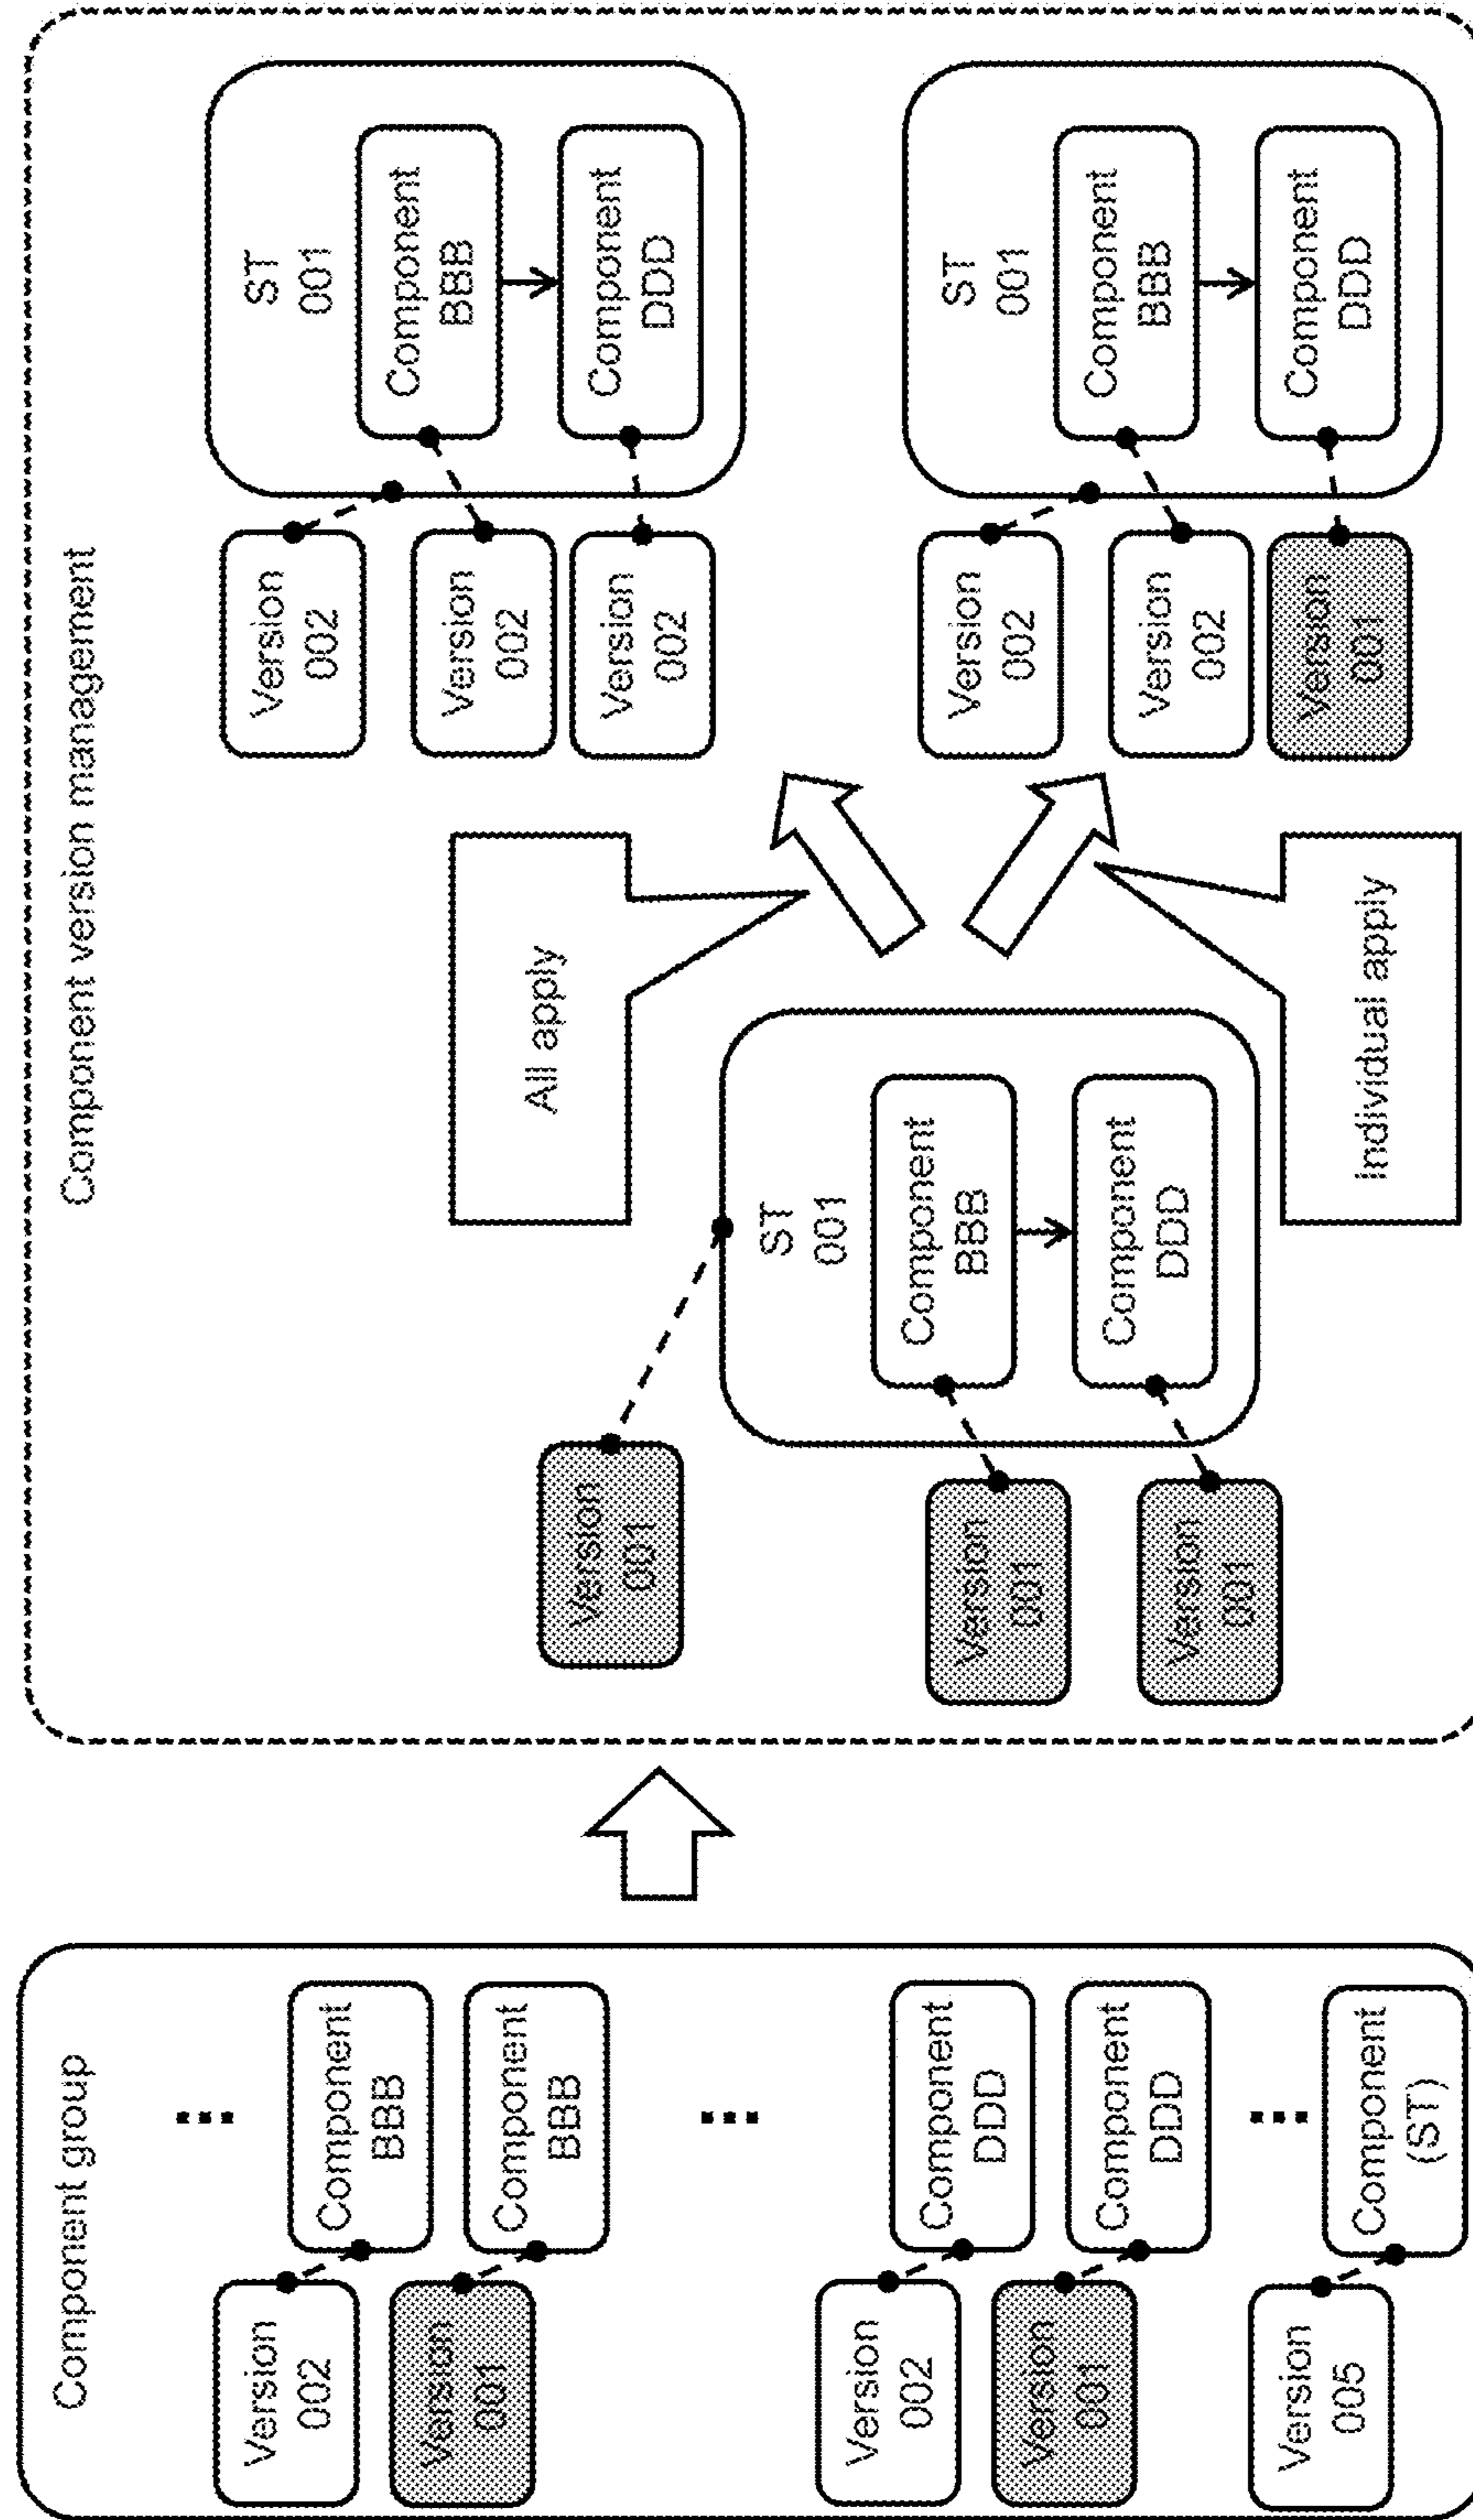 Component group
Version
002
Component
BBB
Version
001
Component
BBB
Version
002
Component
DDD
Version
001
Component
DDD
Version
005
Component
(ST)
Component version management
Version
001
ST
001
Version
001
Component
BBB
Version
001
Component
DDD
All apply
Individual apply
Version
002
ST
001
Version
002
Component
BBB
Version
002
Component
DDD
Version
002
ST
001
Version
002
Component
BBB
Version
001
Component
DDD